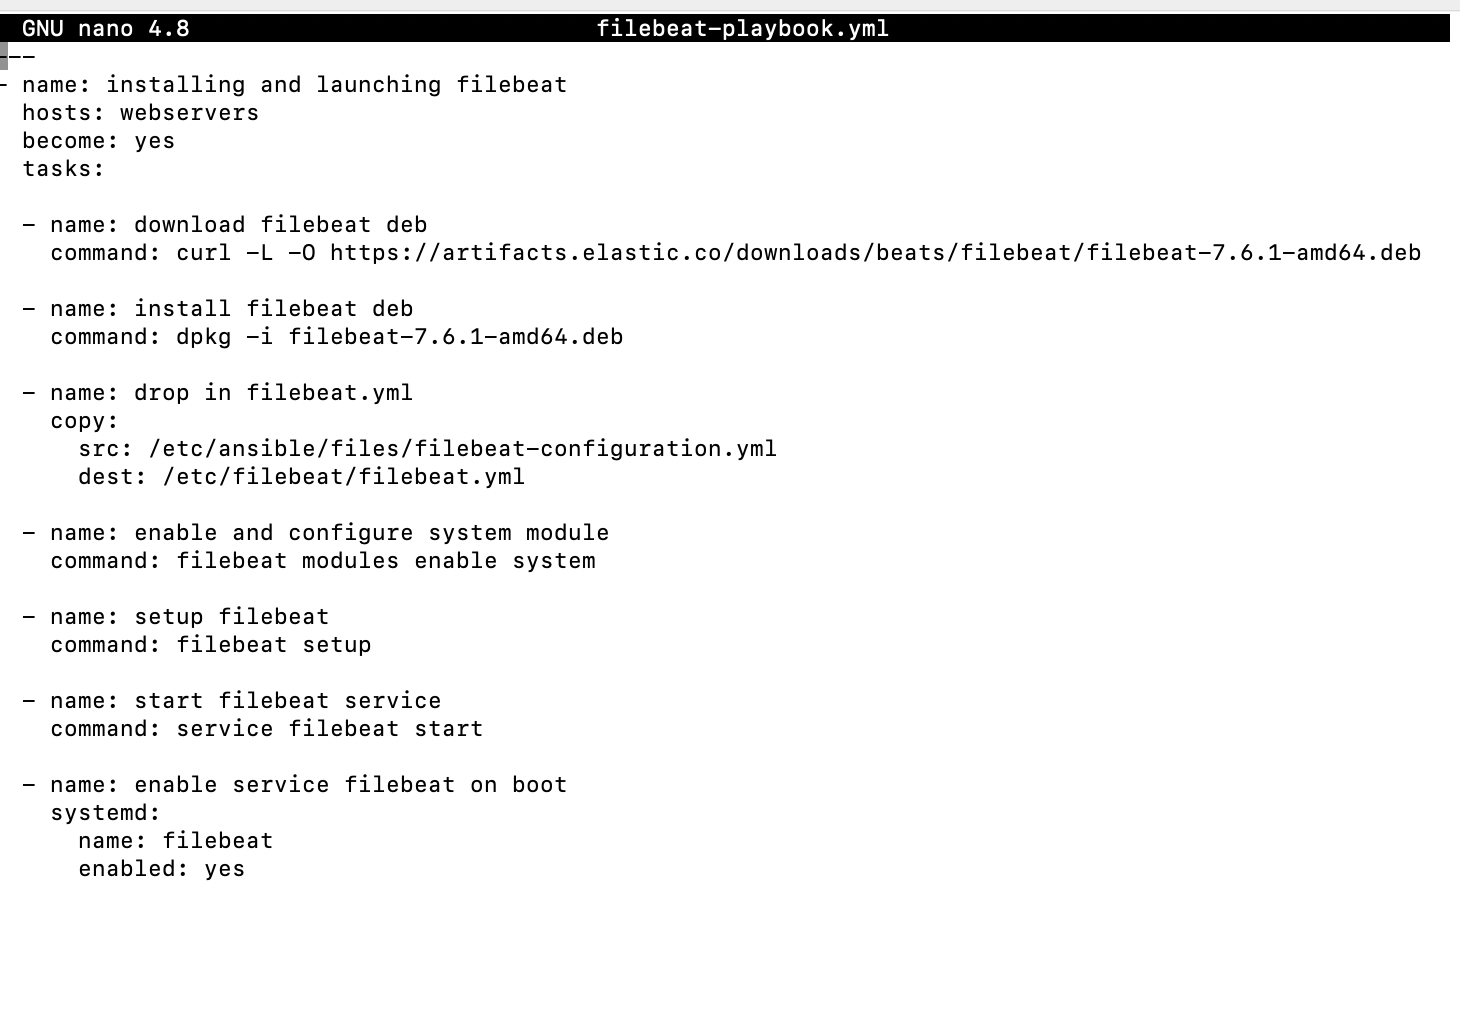 GNU nano 4.8 filebeat-playbook.yml
---
- name: installing and launching filebeat
  hosts: webservers
  become: yes
  tasks:

  - name: download filebeat deb
    command: curl -L -O https://artifacts.elastic.co/downloads/beats/filebeat/filebeat-7.6.1-amd64.deb

  - name: install filebeat deb
    command: dpkg -i filebeat-7.6.1-amd64.deb

  - name: drop in filebeat.yml
    copy:
      src: /etc/ansible/files/filebeat-configuration.yml
      dest: /etc/filebeat/filebeat.yml

  - name: enable and configure system module
    command: filebeat modules enable system

  - name: setup filebeat
    command: filebeat setup

  - name: start filebeat service
    command: service filebeat start

  - name: enable service filebeat on boot
    systemd:
      name: filebeat
      enabled: yes